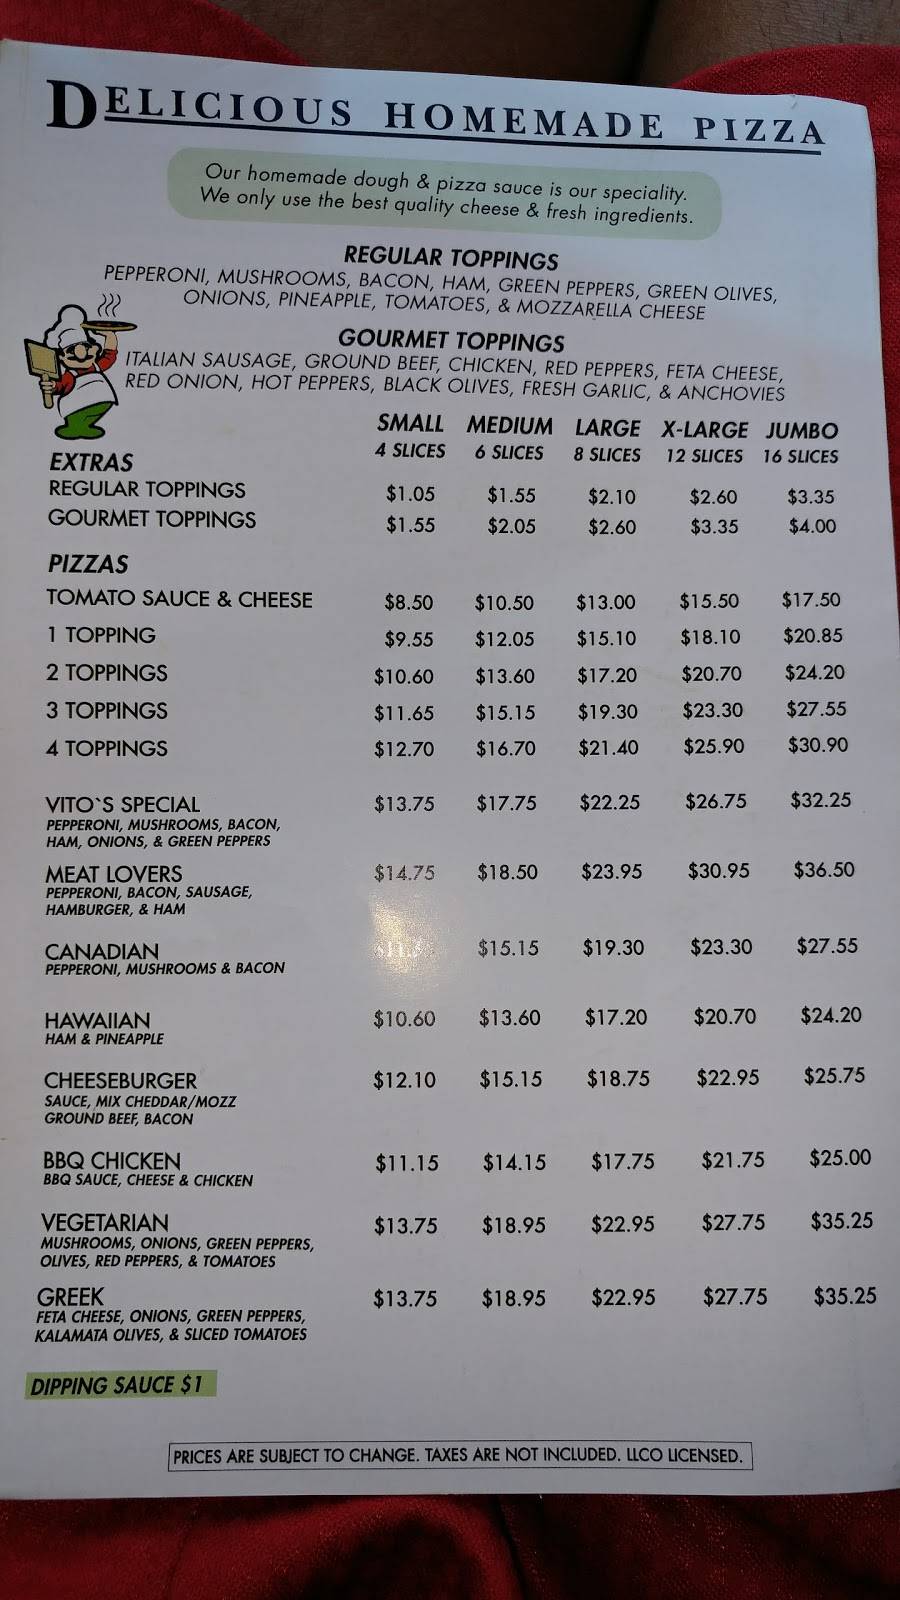 DELICIOUS HOMEMADE PIZZA
Our homemade dough & pizza sauce is our speciality.
We only use the best quality cheese & fresh ingredients.
REGULAR TOPPINGS
PEPPERONI, MUSHROOMS, BACON, HAM, GREEN PEPPERS, GREEN OLIVES,
ONIONS, PINEAPPLE, TOMATOES, & MOZZARELLA CHEESE
GOURMET TOPPINGS
ITALIAN SAUSAGE, GROUND BEEF, CHICKEN, RED PEPPERS, FETA CHEESE,
RED ONION, HOT PEPPERS, BLACK OLIVES, FRESH GARLIC, & ANCHOVIES
SMALL MEDIUM LARGE X-LARGE JUMBO
4 SLICES 6 SLICES 8 SLICES 12 SLICES 16 SLICES
EXTRAS
REGULAR TOPPINGS $1.05 $1.55 $2.10 $2.60 $3.35
GOURMET TOPPINGS $1.55 $2.05 $2.60 $3.35 $4.00
PIZZAS
TOMATO SAUCE & CHEESE $8.50 $10.50 $13.00 $15.50 $17.50
1 TOPPING $9.55 $12.05 $15.10 $18.10 $20.85
2 TOPPINGS $10.60 $13.60 $17.20 $20.70 $24.20
3 TOPPINGS $11.65 $15.15 $19.30 $23.30 $27.55
4 TOPPINGS $12.70 $16.70 $21.40 $25.90 $30.90
VITO`S SPECIAL $13.75 $17.75 $22.25 $26.75 $32.25
PEPPERONI, MUSHROOMS, BACON,
HAM, ONIONS, & GREEN PEPPERS
MEAT LOVERS $14.75 $18.50 $23.95 $30.95 $36.50
PEPPERONI, BACON, SAUSAGE,
HAMBURGER, & HAM
CANADIAN $15.15 $19.30 $23.30 $27.55
PEPPERONI, MUSHROOMS & BACON
HAWAIIAN $10.60 $13.60 $17.20 $20.70 $24.20
HAM & PINEAPPLE
CHEESEBURGER $12.10 $15.15 $18.75 $22.95 $25.75
SAUCE, MIX CHEDDAR/MOZZ
GROUND BEEF, BACON
BBQ CHICKEN $11.15 $14.15 $17.75 $21.75 $25.00
BBQ SAUCE, CHEESE & CHICKEN
VEGETARIAN $13.75 $18.95 $22.95 $27.75 $35.25
MUSHROOMS, ONIONS, GREEN PEPPERS,
OLIVES, RED PEPPERS, & TOMATOES
GREEK $13.75 $18.95 $22.95 $27.75 $35.25
FETA CHEESE, ONIONS, GREEN PEPPERS,
KALAMATA OLIVES, & SLICED TOMATOES
DIPPING SAUCE $1
PRICES ARE SUBJECT TO CHANGE. TAXES ARE NOT INCLUDED. LLCO LICENSED.